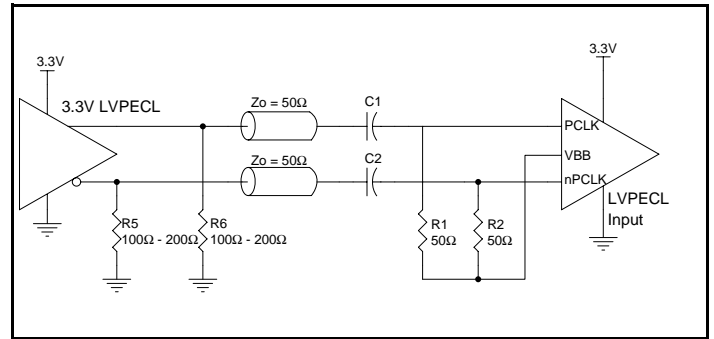 3.3V
3.3V LVPECL
Zo = 50Ω
C1
Zo = 50Ω
C2
R5
100Ω - 200Ω
R6
100Ω - 200Ω
R1
50Ω
R2
50Ω
3.3V
PCLK
VBB
nPCLK
LVPECL
Input